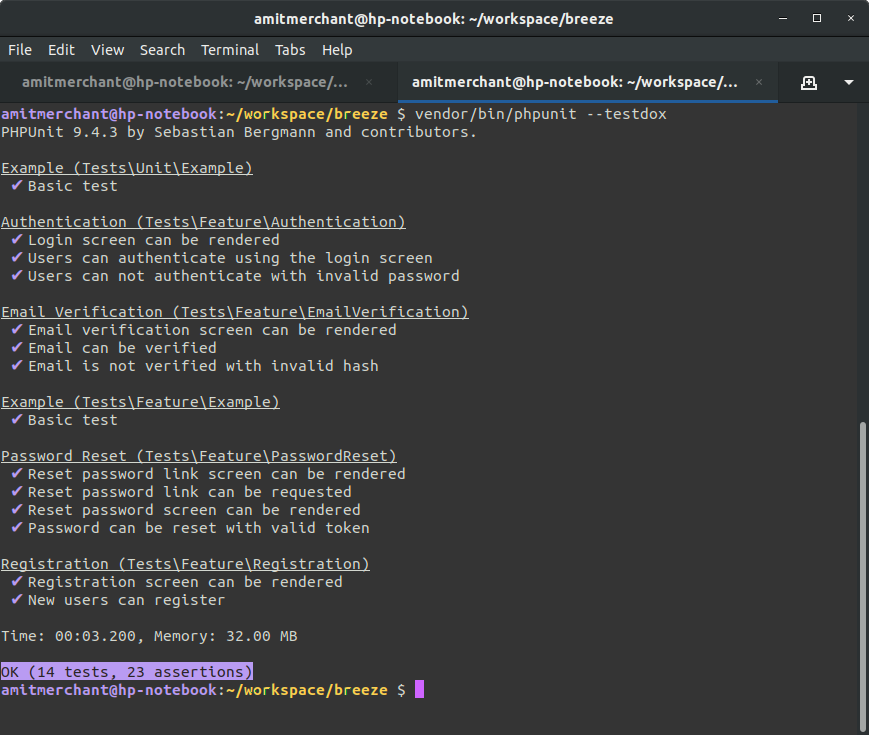 amitmerchant@hp-notebook: ~/workspace/breeze
File Edit View Search Terminal Tabs Help
amitmerchant@hp-notebook: ~/workspace/... × amitmerchant@hp-notebook: ~/workspace/... ×
amitmerchant@hp-notebook:~/workspace/breeze $ vendor/bin/phpunit --testdox
PHPUnit 9.4.3 by Sebastian Bergmann and contributors.
Example (Tests\Unit\Example)
✔ Basic test
Authentication (Tests\Feature\Authentication)
✔ Login screen can be rendered
✔ Users can authenticate using the login screen
✔ Users can not authenticate with invalid password
Email Verification (Tests\Feature\EmailVerification)
✔ Email verification screen can be rendered
✔ Email can be verified
✔ Email is not verified with invalid hash
Example (Tests\Feature\Example)
✔ Basic test
Password Reset (Tests\Feature\PasswordReset)
✔ Reset password link screen can be rendered
✔ Reset password link can be requested
✔ Reset password screen can be rendered
✔ Password can be reset with valid token
Registration (Tests\Feature\Registration)
✔ Registration screen can be rendered
✔ New users can register
Time: 00:03.200, Memory: 32.00 MB
OK (14 tests, 23 assertions)
amitmerchant@hp-notebook:~/workspace/breeze $